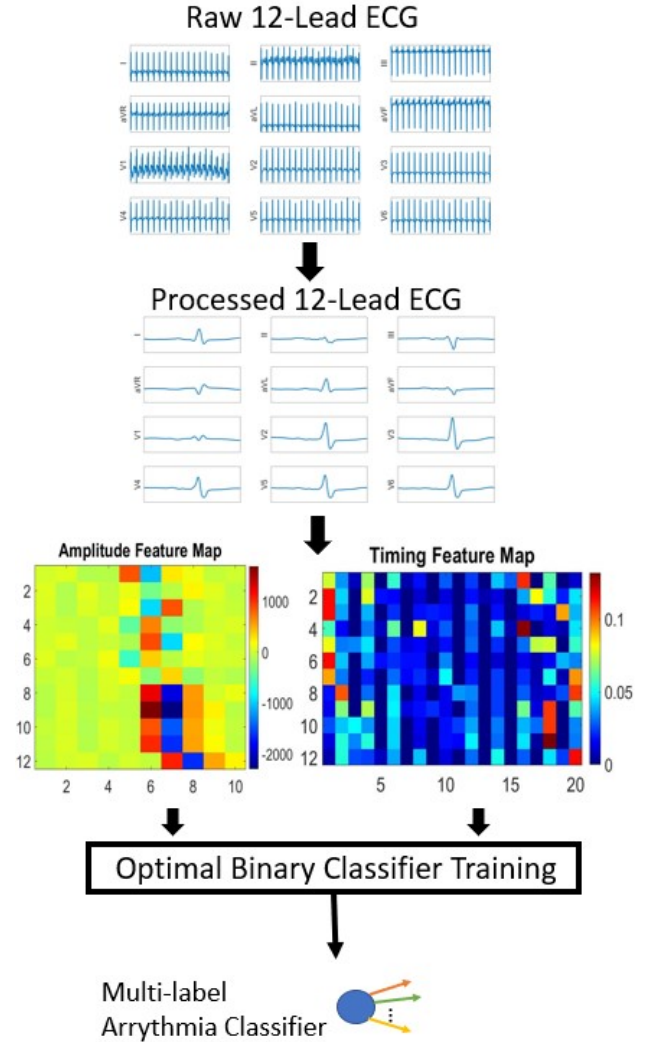 Raw 12-Lead ECG
I II III
aVR aVL aVF
V1 V2 V3
V4 V5 V6
Processed 12-Lead ECG
I II III
aVR aVL aVF
V1 V2 V3
V4 V5 V6
Amplitude Feature Map
2
4
6
8
10
12
2 4 6 8 10
1000
0
-1000
-2000
Timing Feature Map
2
4
6
8
10
12
5 10 15 20
0.1
0.05
0
Optimal Binary Classifier Training
Multi-label
Arrythmia Classifier